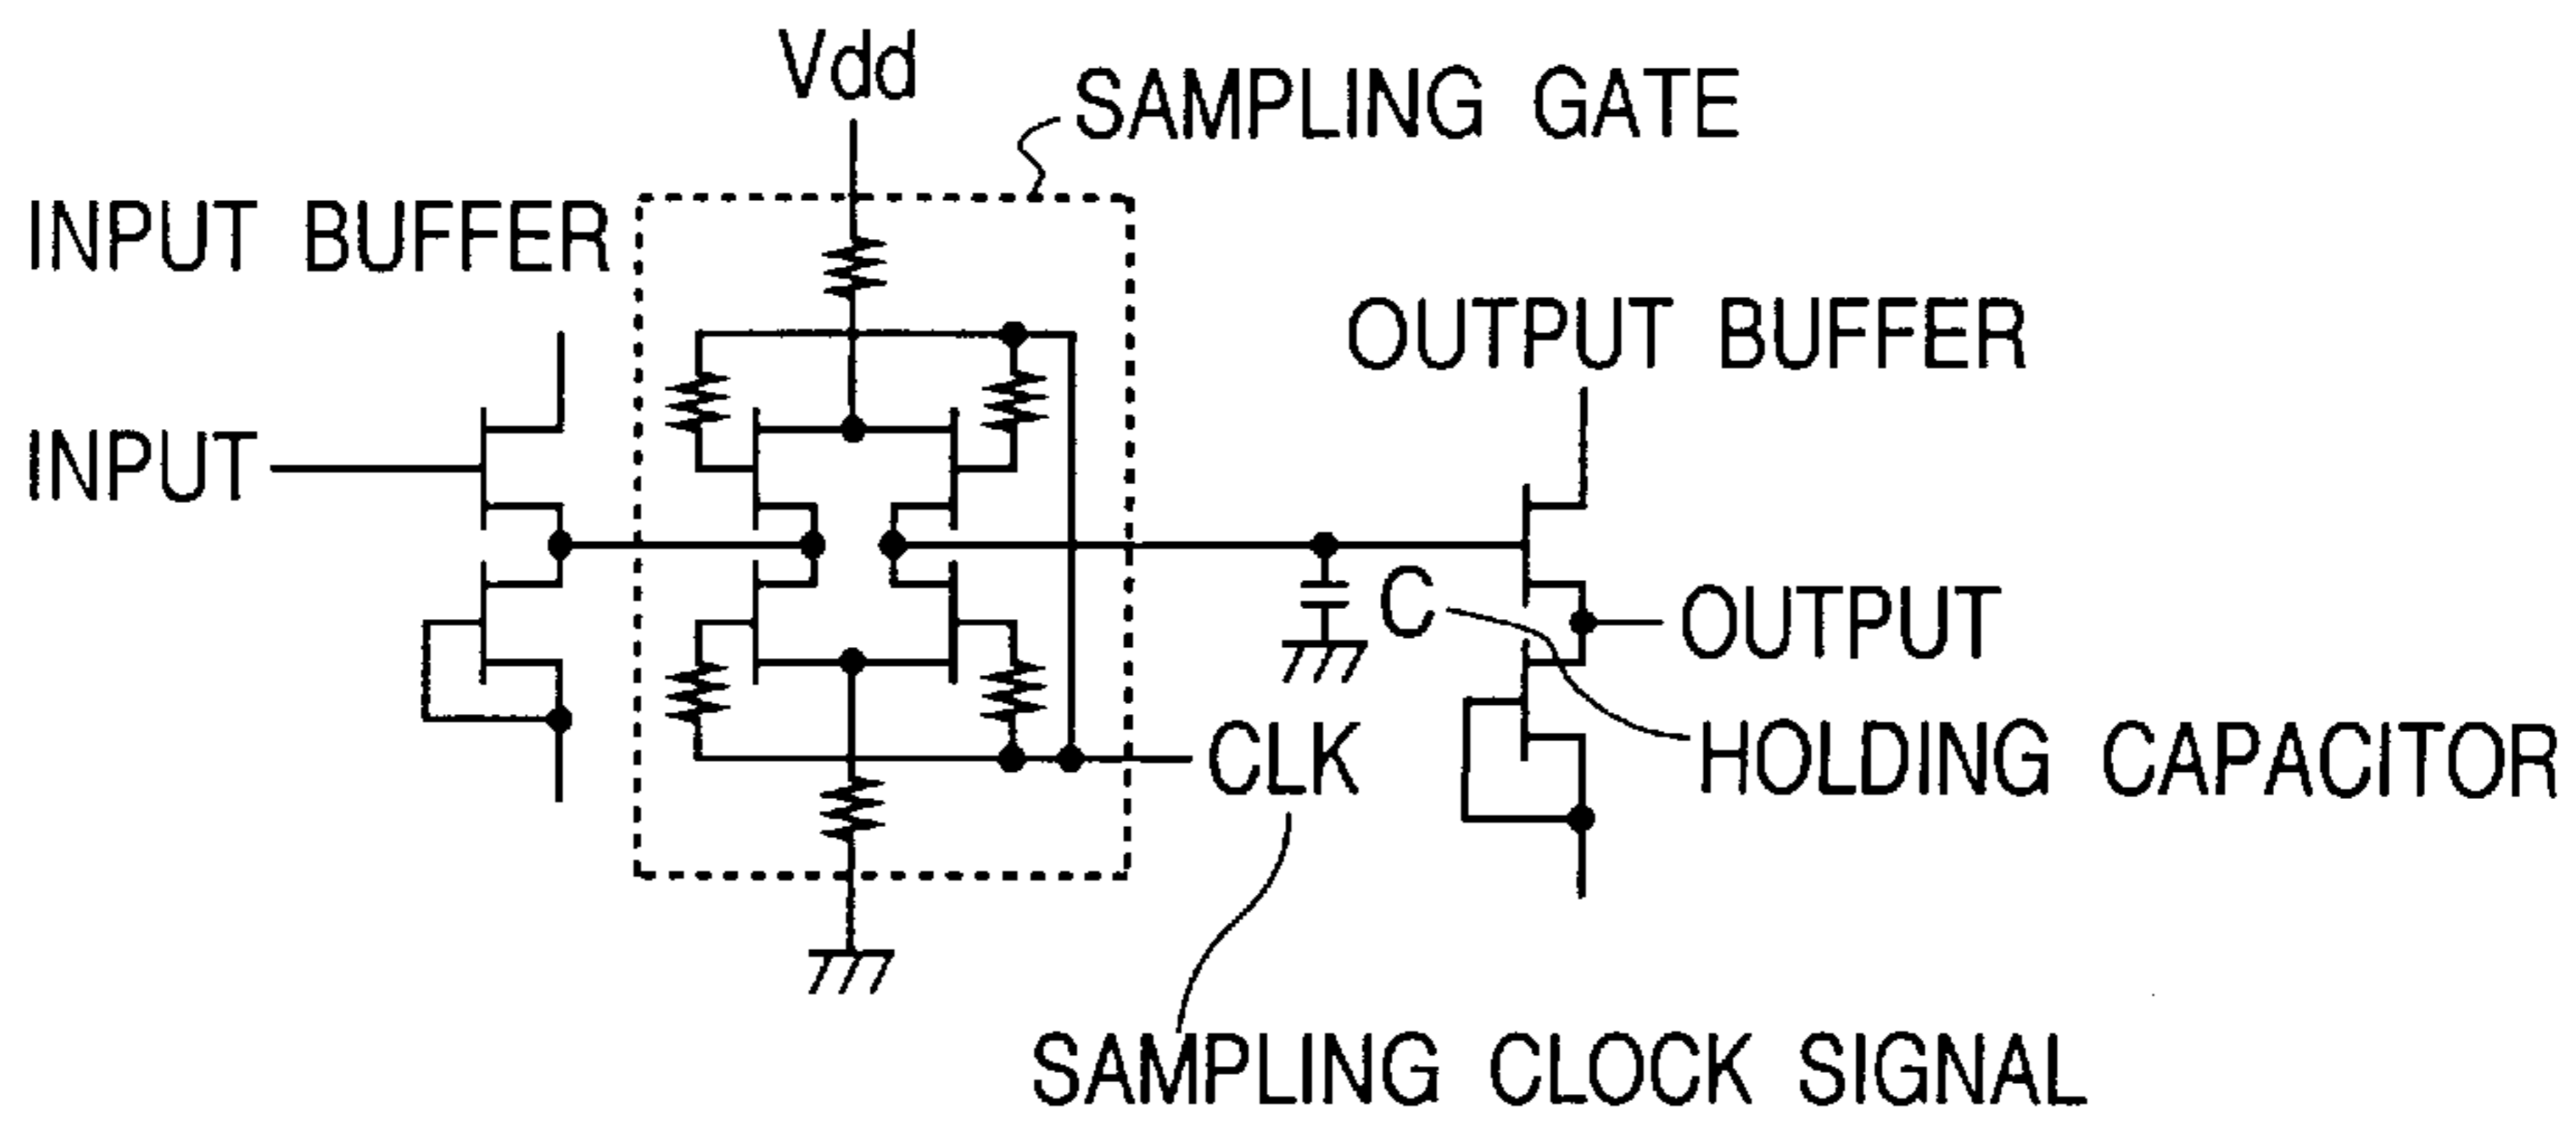 Vdd
SAMPLING GATE
INPUT BUFFER
OUTPUT BUFFER
INPUT
C
OUTPUT
CLK
HOLDING CAPACITOR
SAMPLING CLOCK SIGNAL